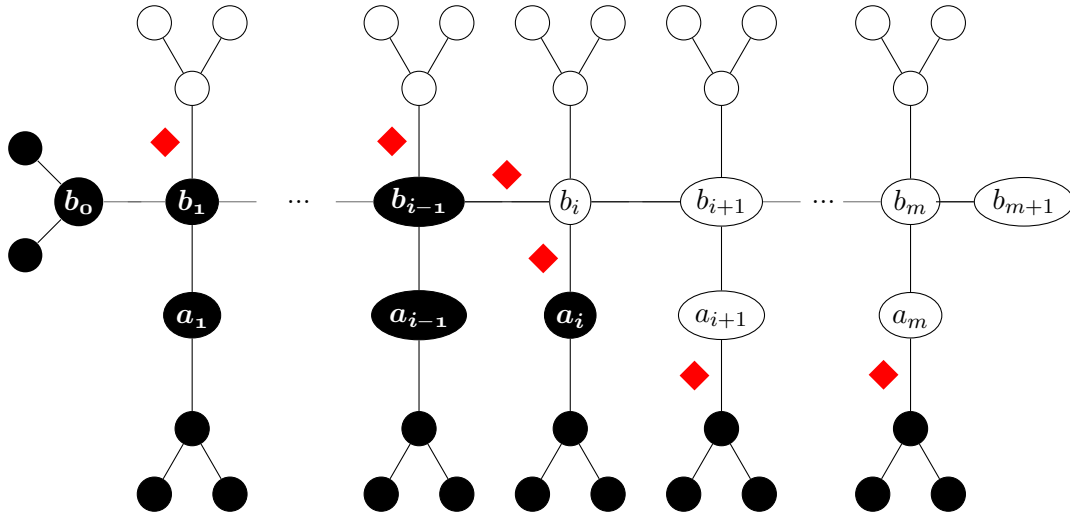 b₀ b₁ ... bᵢ₋₁ bᵢ bᵢ₊₁ ... bₘ bₘ₊₁
a₁ aᵢ₋₁ aᵢ aᵢ₊₁ aₘ